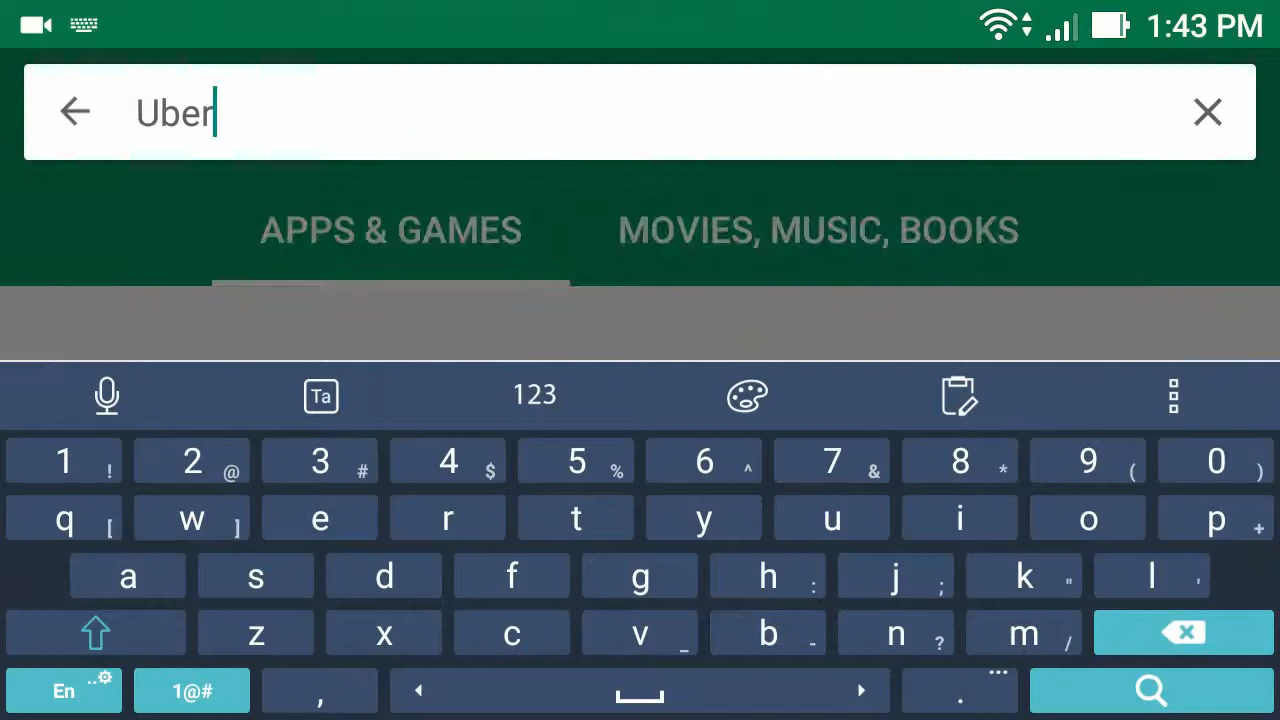 1:43 PM
Uber
APPS & GAMES MOVIES, MUSIC, BOOKS
Ta 123
1 ! 2 @ 3 # 4 $ 5 % 6 ^ 7 & 8 * 9 ( 0 )
q [ w ] e r t y u i o p +
a s d f g h : j ; k " l '
z x c v _ b - n ? m /
En 1@# , . ...